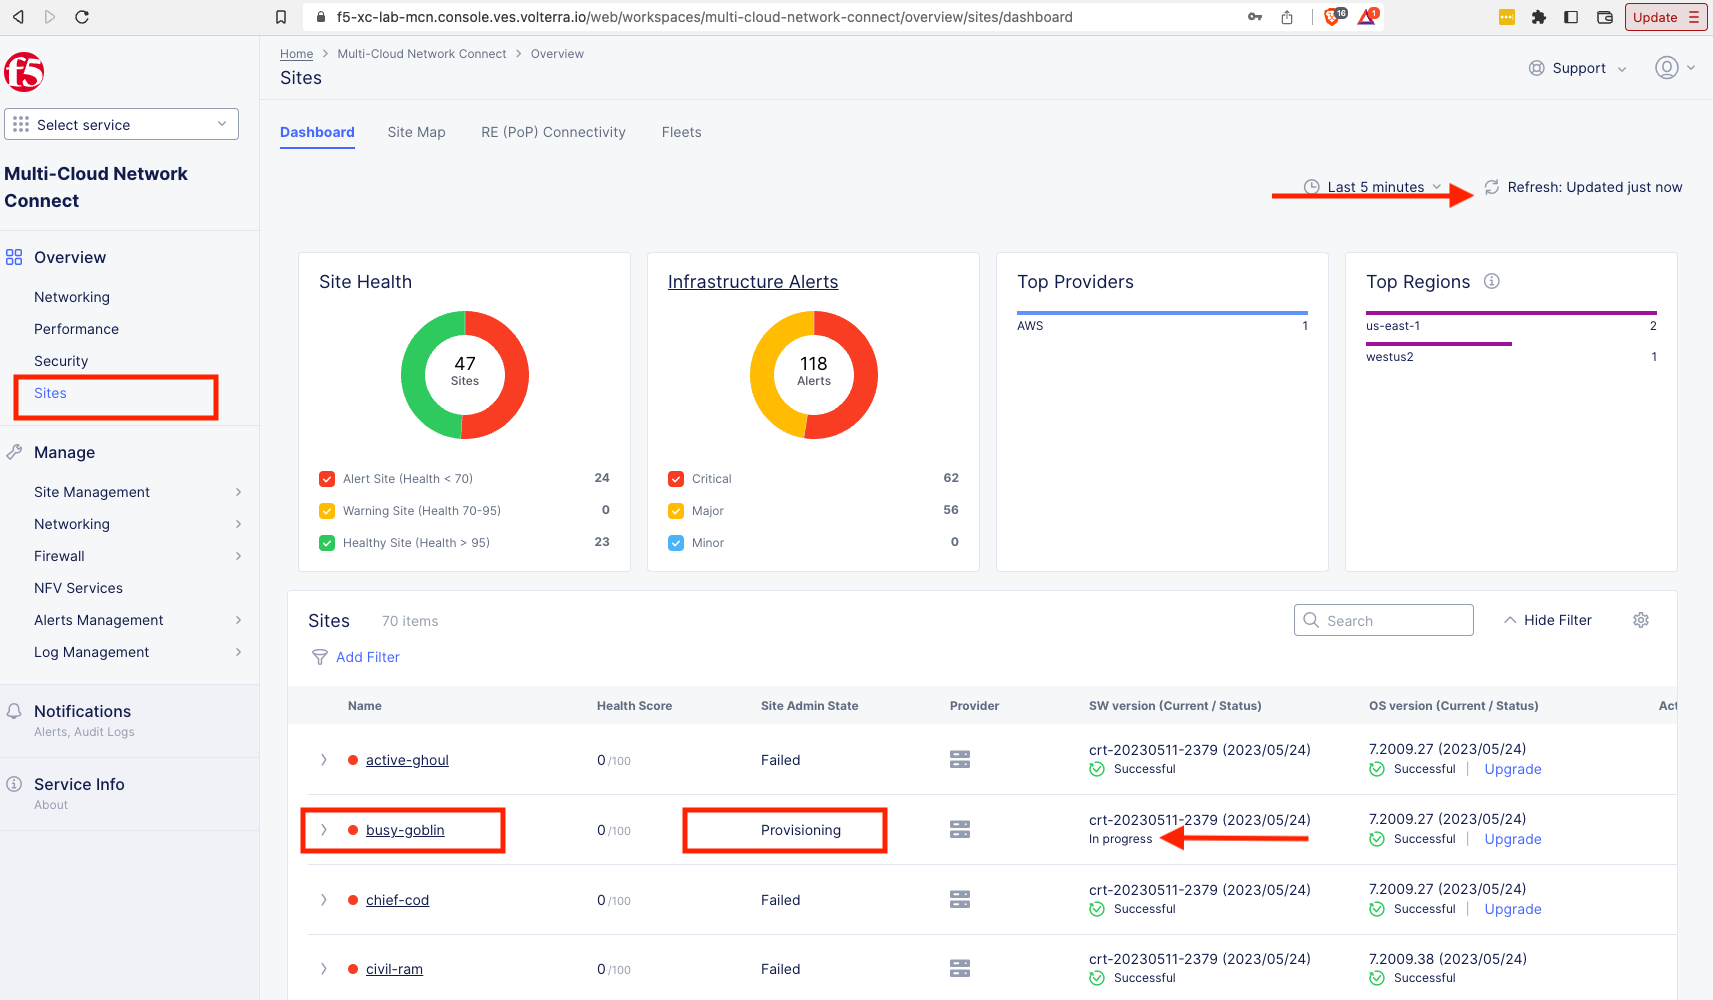 f5-xc-lab-mcn.console.ves.volterra.io/web/workspaces/multi-cloud-network-connect/overview/sites/dashboard
16
1
Update
f5
Select service
Multi-Cloud Network
Connect
Overview
Networking
Performance
Security
Sites
Manage
Site Management
Networking
Firewall
NFV Services
Alerts Management
Log Management
Notifications
Alerts, Audit Logs
Service Info
About
Home > Multi-Cloud Network Connect > Overview
Sites
Support
Dashboard Site Map RE (PoP) Connectivity Fleets
Last 5 minutes Refresh: Updated just now
Site Health
47
Sites
Alert Site (Health < 70) 24
Warning Site (Health 70-95) 0
Healthy Site (Health > 95) 23
Infrastructure Alerts
118
Alerts
Critical 62
Major 56
Minor 0
Top Providers
AWS 1
Top Regions
us-east-1 2
westus2 1
Sites 70 items
Search
Hide Filter
Add Filter
Name Health Score Site Admin State Provider SW version (Current / Status) OS version (Current / Status) Act
active-ghoul 0 /100 Failed crt-20230511-2379 (2023/05/24) 7.2009.27 (2023/05/24)
Successful Successful | Upgrade
busy-goblin 0 /100 Provisioning crt-20230511-2379 (2023/05/24) 7.2009.27 (2023/05/24)
In progress Successful | Upgrade
chief-cod 0 /100 Failed crt-20230511-2379 (2023/05/24) 7.2009.27 (2023/05/24)
Successful Successful | Upgrade
civil-ram 0 /100 Failed crt-20230511-2379 (2023/05/24) 7.2009.38 (2023/05/24)
Successful Successful